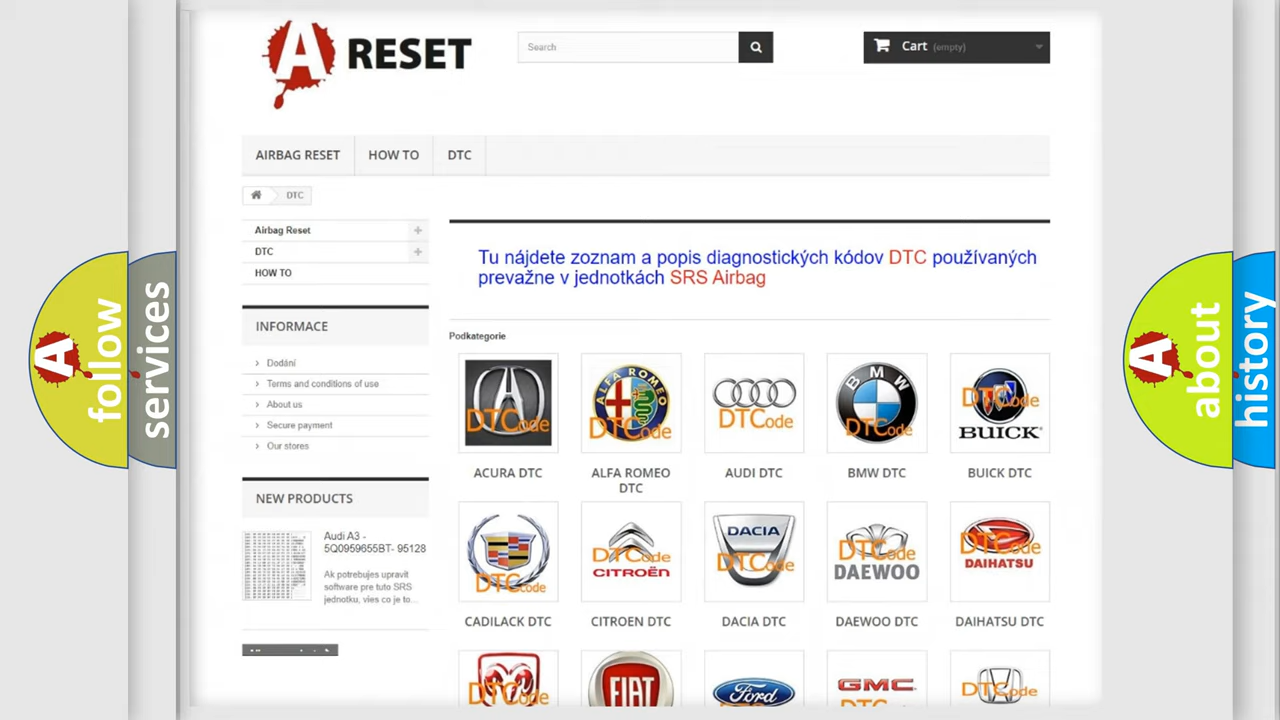 A RESET
Search
Cart (empty)
AIRBAG RESET
HOW TO
DTC
DTC
Airbag Reset
DTC
HOW TO
Tu nájdete zoznam a popis diagnostických kódov DTC používaných
prevažne v jednotkách SRS Airbag
INFORMACE
Dodání
Terms and conditions of use
About us
Secure payment
Our stores
NEW PRODUCTS
Audi A3 -
5Q0959655BT- 95128
Ak potrebujes upravit
software pre tuto SRS
jednotku, vies co je to...
Podkategorie
DTCode
ALFA ROMEO
DTCode
DTCode
BMW
DTCode
DTCode
BUICK
ACURA DTC
ALFA ROMEO
DTC
AUDI DTC
BMW DTC
BUICK DTC
DTCode
DTCode
CITROËN
DACIA
DTCode
DTCode
DAEWOO
DTCode
DAIHATSU
CADILACK DTC
CITROEN DTC
DACIA DTC
DAEWOO DTC
DAIHATSU DTC
DTCode
FIAT
Ford
GMC
DTCode
A follow
services
A about
history